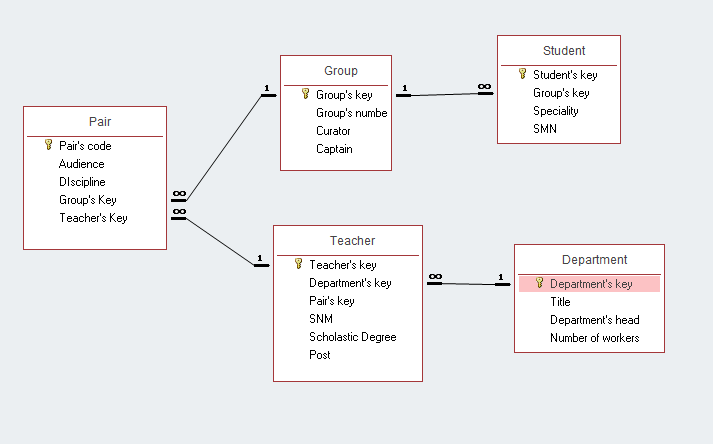 Pair
Pair's code
Audience
DIscipline
Group's Key
Teacher's Key
Group
Group's key
Group's numbe
Curator
Captain
Student
Student's key
Group's key
Speciality
SMN
Teacher
Teacher's key
Department's key
Pair's key
SNM
Scholastic Degree
Post
Department
Department's key
Title
Department's head
Number of workers
1
∞
1
∞
∞
1
∞
1